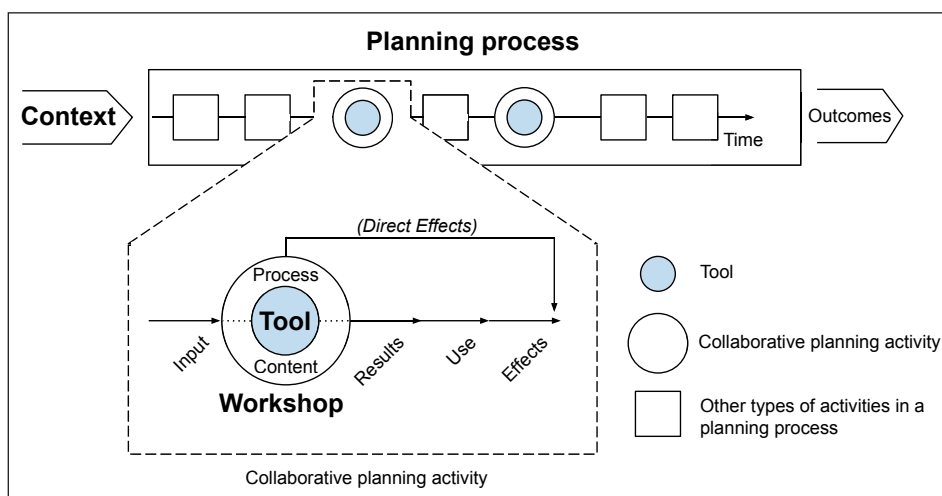 Planning process
Context
Time
Outcomes
(Direct Effects)
Process
Tool
Content
Input
Results
Use
Effects
Workshop
Collaborative planning activity
Tool
Collaborative planning activity
Other types of activities in a
planning process